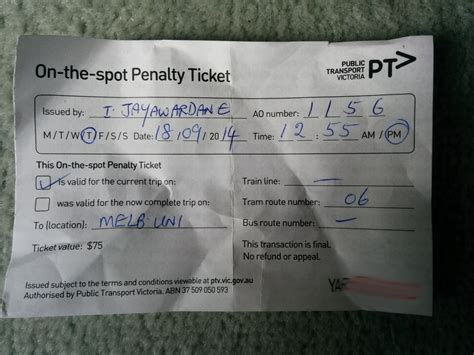 PUBLIC
TRANSPORT
VICTORIA PT>
On-the-spot Penalty Ticket
Issued by: I. JAYAWARDANE AO number: 1156
M/T/W/T/F/S/S Date: 18/09/2014 Time: 12:55 AM / PM
This On-the-spot Penalty Ticket
is valid for the current trip on: Train line: —
was valid for the now complete trip on: Tram route number: 06
To (location): MELB UNI Bus route number: —
Ticket value: $75 This transaction is final.
No refund or appeal.
Issued subject to the terms and conditions viewable at ptv.vic.gov.au
Authorised by Public Transport Victoria. ABN 37 509 050 593